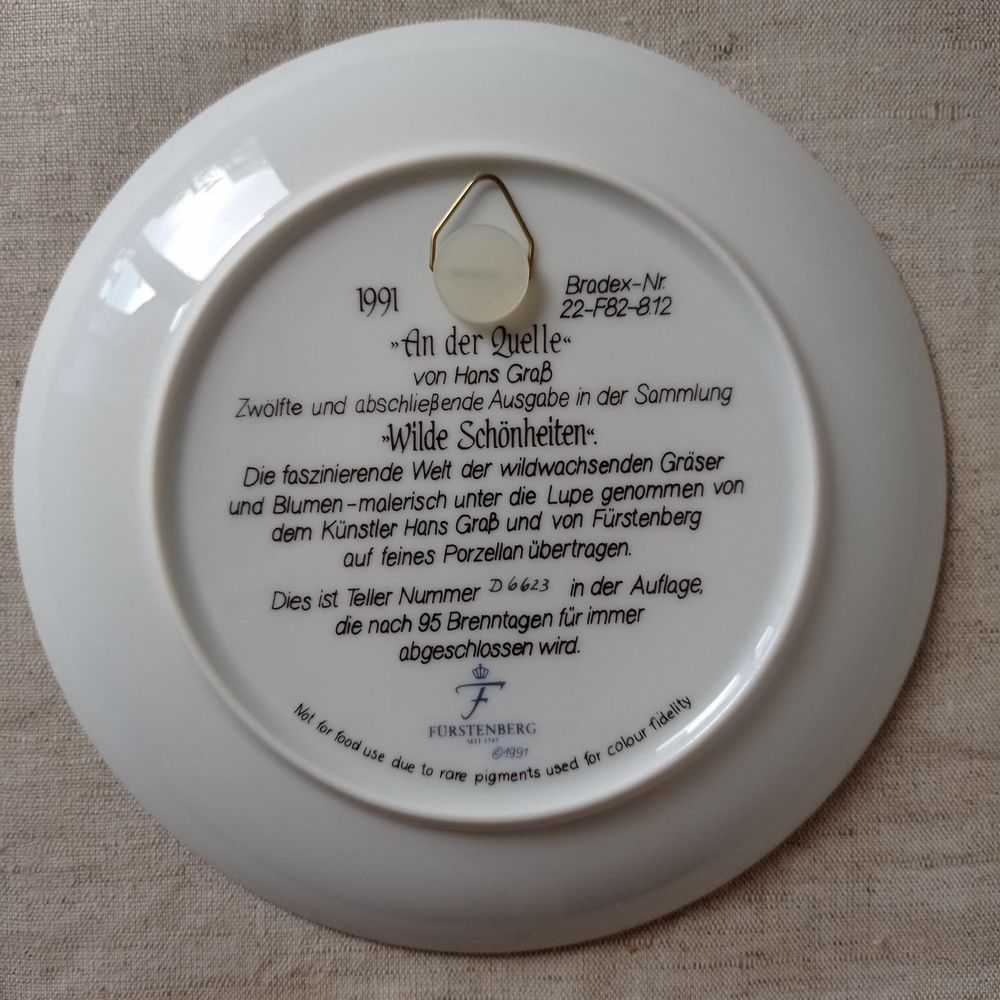 1991
Bradex-Nr.
22-F82-8.12
»An der Quelle«
von Hans Graß
Zwölfte und abschließende Ausgabe in der Sammlung
»Wilde Schönheiten«.
Die faszinierende Welt der wildwachsenden Gräser
und Blumen-malerisch unter die Lupe genommen von
dem Künstler Hans Graß und von Fürstenberg
auf feines Porzellan übertragen.
Dies ist Teller Nummer D6623 in der Auflage,
die nach 95 Brenntagen für immer
abgeschlossen wird.
F
FÜRSTENBERG
SEIT 1747
©1991
Not for food use due to rare pigments used for colour fidelity